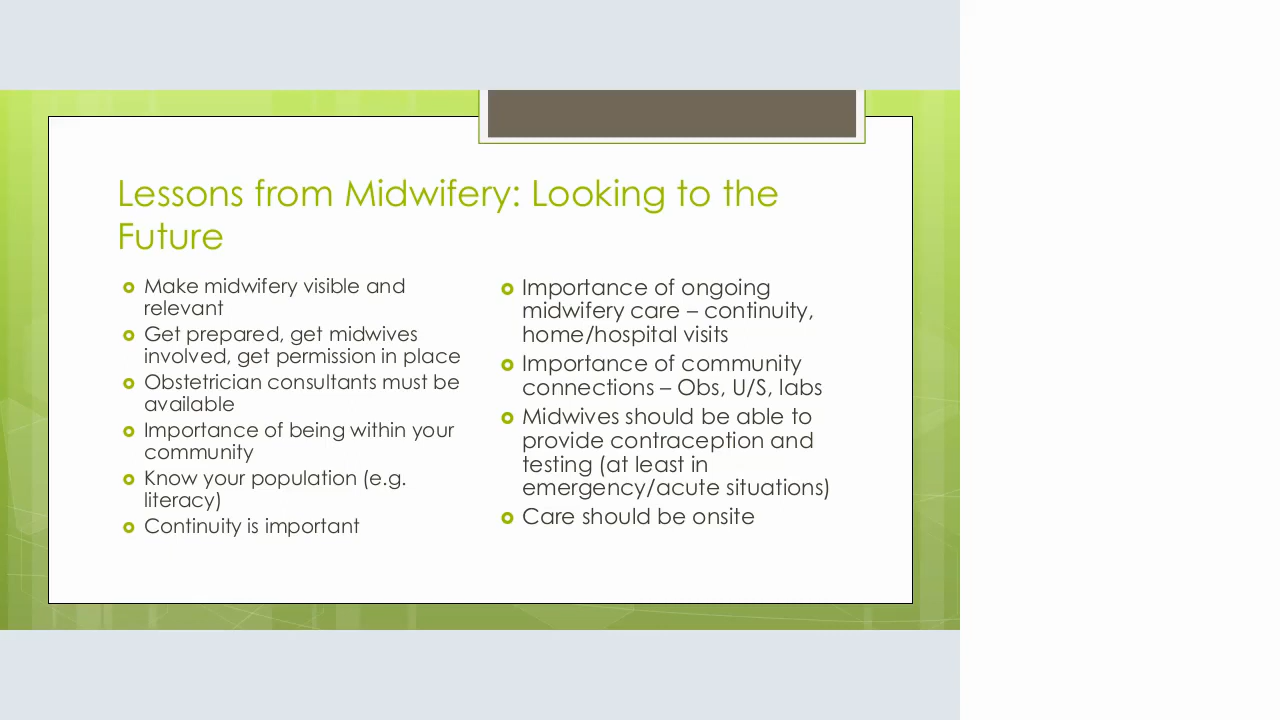 Lessons from Midwifery: Looking to the
Future
Make midwifery visible and
relevant
Get prepared, get midwives
involved, get permission in place
Obstetrician consultants must be
available
Importance of being within your
community
Know your population (e.g.
literacy)
Continuity is important
Importance of ongoing
midwifery care – continuity,
home/hospital visits
Importance of community
connections – Obs, U/S, labs
Midwives should be able to
provide contraception and
testing (at least in
emergency/acute situations)
Care should be onsite